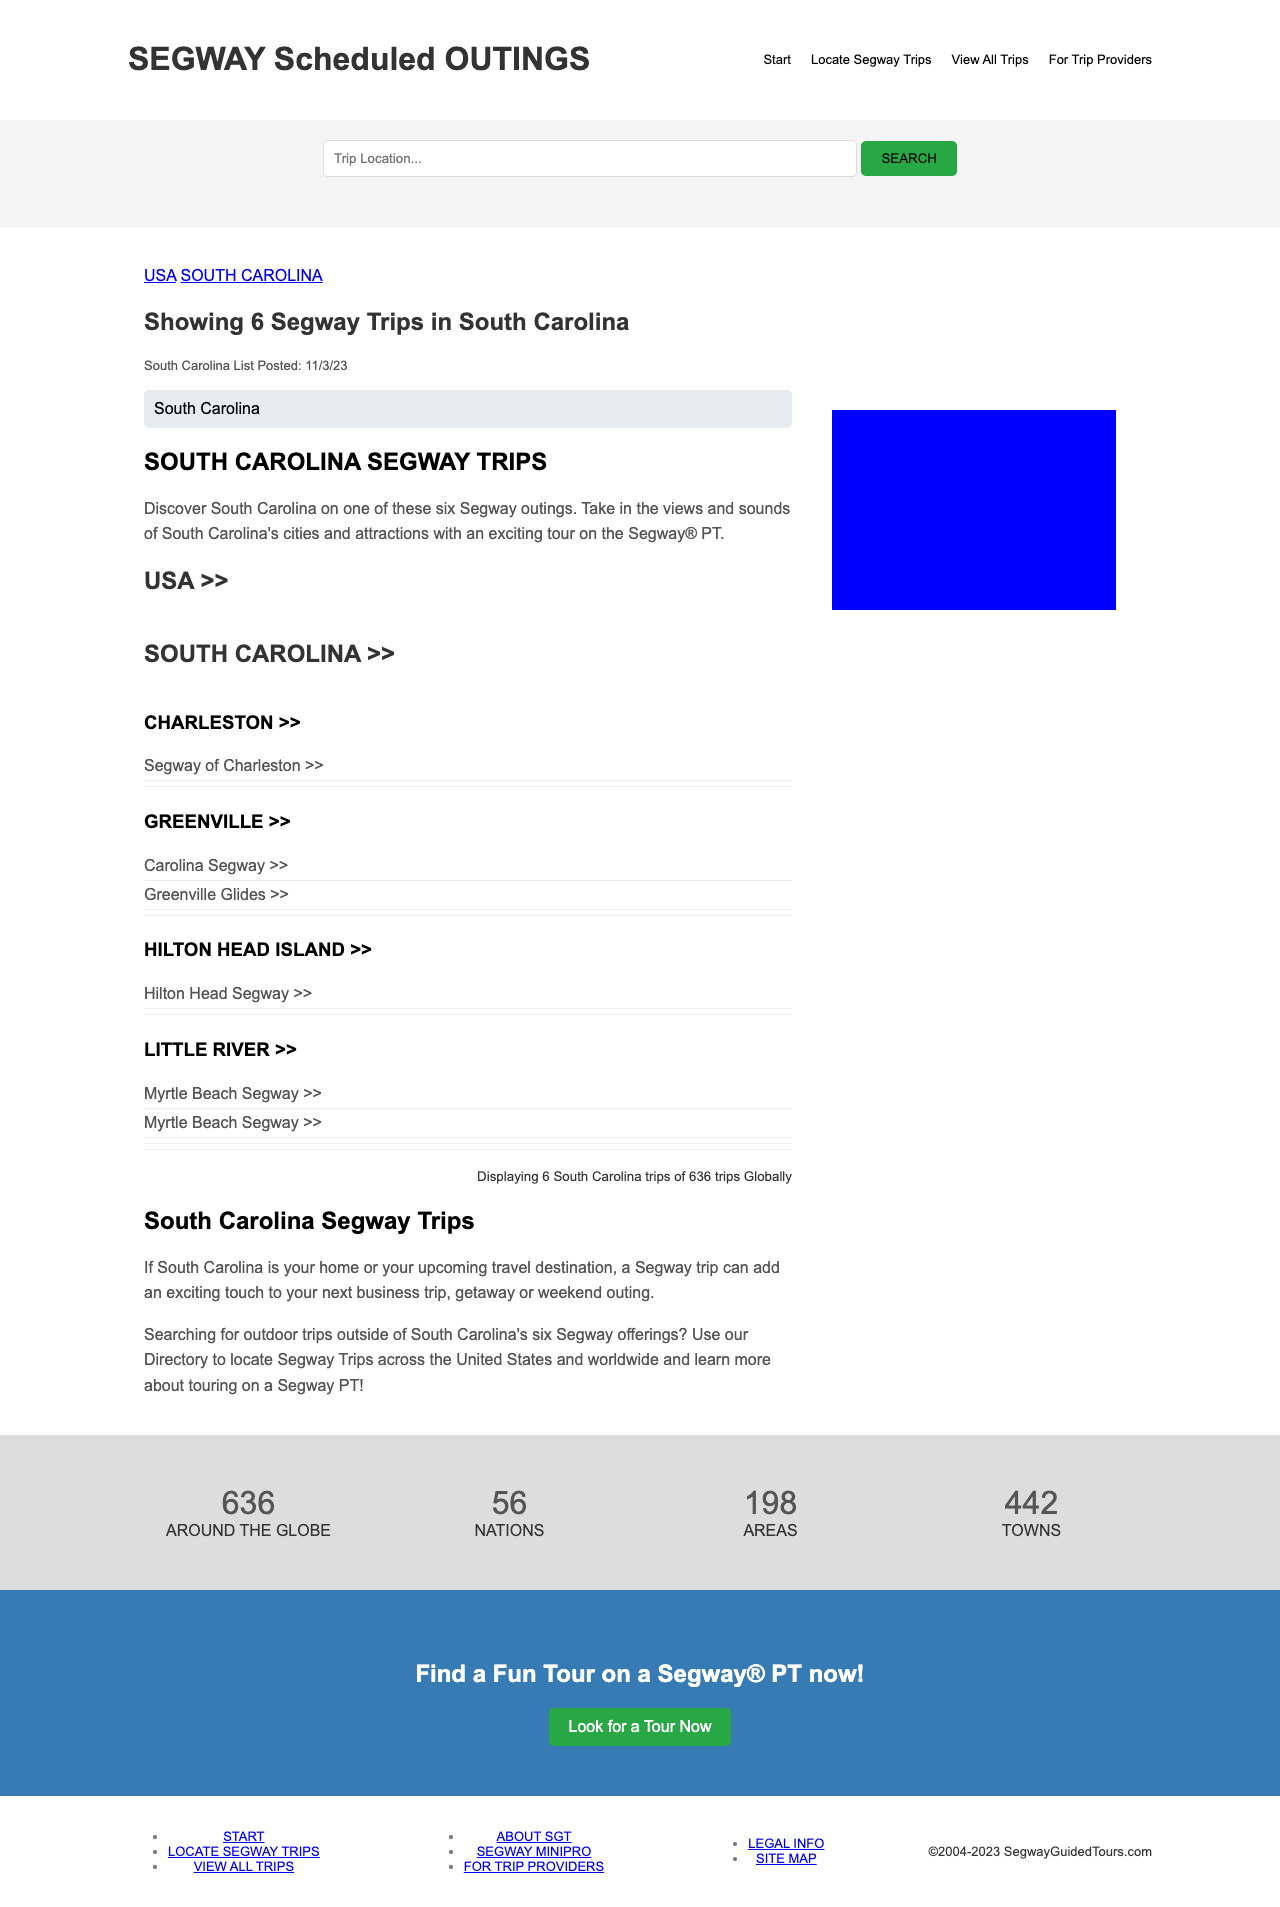 SEGWAY Scheduled OUTINGS
Start Locate Segway Trips View All Trips For Trip Providers
Trip Location... SEARCH
USA SOUTH CAROLINA
Showing 6 Segway Trips in South Carolina
South Carolina List Posted: 11/3/23
South Carolina
SOUTH CAROLINA SEGWAY TRIPS
Discover South Carolina on one of these six Segway outings. Take in the views and sounds
of South Carolina's cities and attractions with an exciting tour on the Segway® PT.
USA >>
SOUTH CAROLINA >>
CHARLESTON >>
Segway of Charleston >>
GREENVILLE >>
Carolina Segway >>
Greenville Glides >>
HILTON HEAD ISLAND >>
Hilton Head Segway >>
LITTLE RIVER >>
Myrtle Beach Segway >>
Myrtle Beach Segway >>
Displaying 6 South Carolina trips of 636 trips Globally
South Carolina Segway Trips
If South Carolina is your home or your upcoming travel destination, a Segway trip can add
an exciting touch to your next business trip, getaway or weekend outing.
Searching for outdoor trips outside of South Carolina's six Segway offerings? Use our
Directory to locate Segway Trips across the United States and worldwide and learn more
about touring on a Segway PT!
636
AROUND THE GLOBE
56
NATIONS
198
AREAS
442
TOWNS
Find a Fun Tour on a Segway® PT now!
Look for a Tour Now
START
LOCATE SEGWAY TRIPS
VIEW ALL TRIPS
ABOUT SGT
SEGWAY MINIPRO
FOR TRIP PROVIDERS
LEGAL INFO
SITE MAP
©2004-2023 SegwayGuidedTours.com